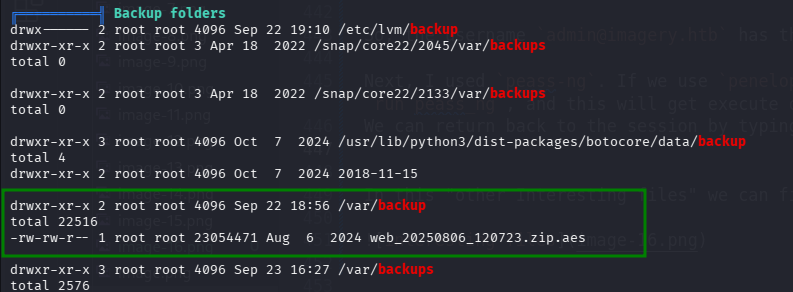 Backup folders
drwx------ 2 root root 4096 Sep 22 19:10 /etc/lvm/backup
drwxr-xr-x 2 root root 3 Apr 18  2022 /snap/core22/2045/var/backups
total 0
drwxr-xr-x 2 root root 3 Apr 18  2022 /snap/core22/2133/var/backups
total 0
drwxr-xr-x 3 root root 4096 Oct  7  2024 /usr/lib/python3/dist-packages/botocore/data/backup
total 4
drwxr-xr-x 2 root root 4096 Oct  7  2024 2018-11-15
drwxr-xr-x 2 root root 4096 Sep 22 18:56 /var/backup
total 22516
-rw-rw-r-- 1 root root 23054471 Aug  6  2024 web_20250806_120723.zip.aes
drwxr-xr-x 3 root root 4096 Sep 23 16:27 /var/backups
total 2576